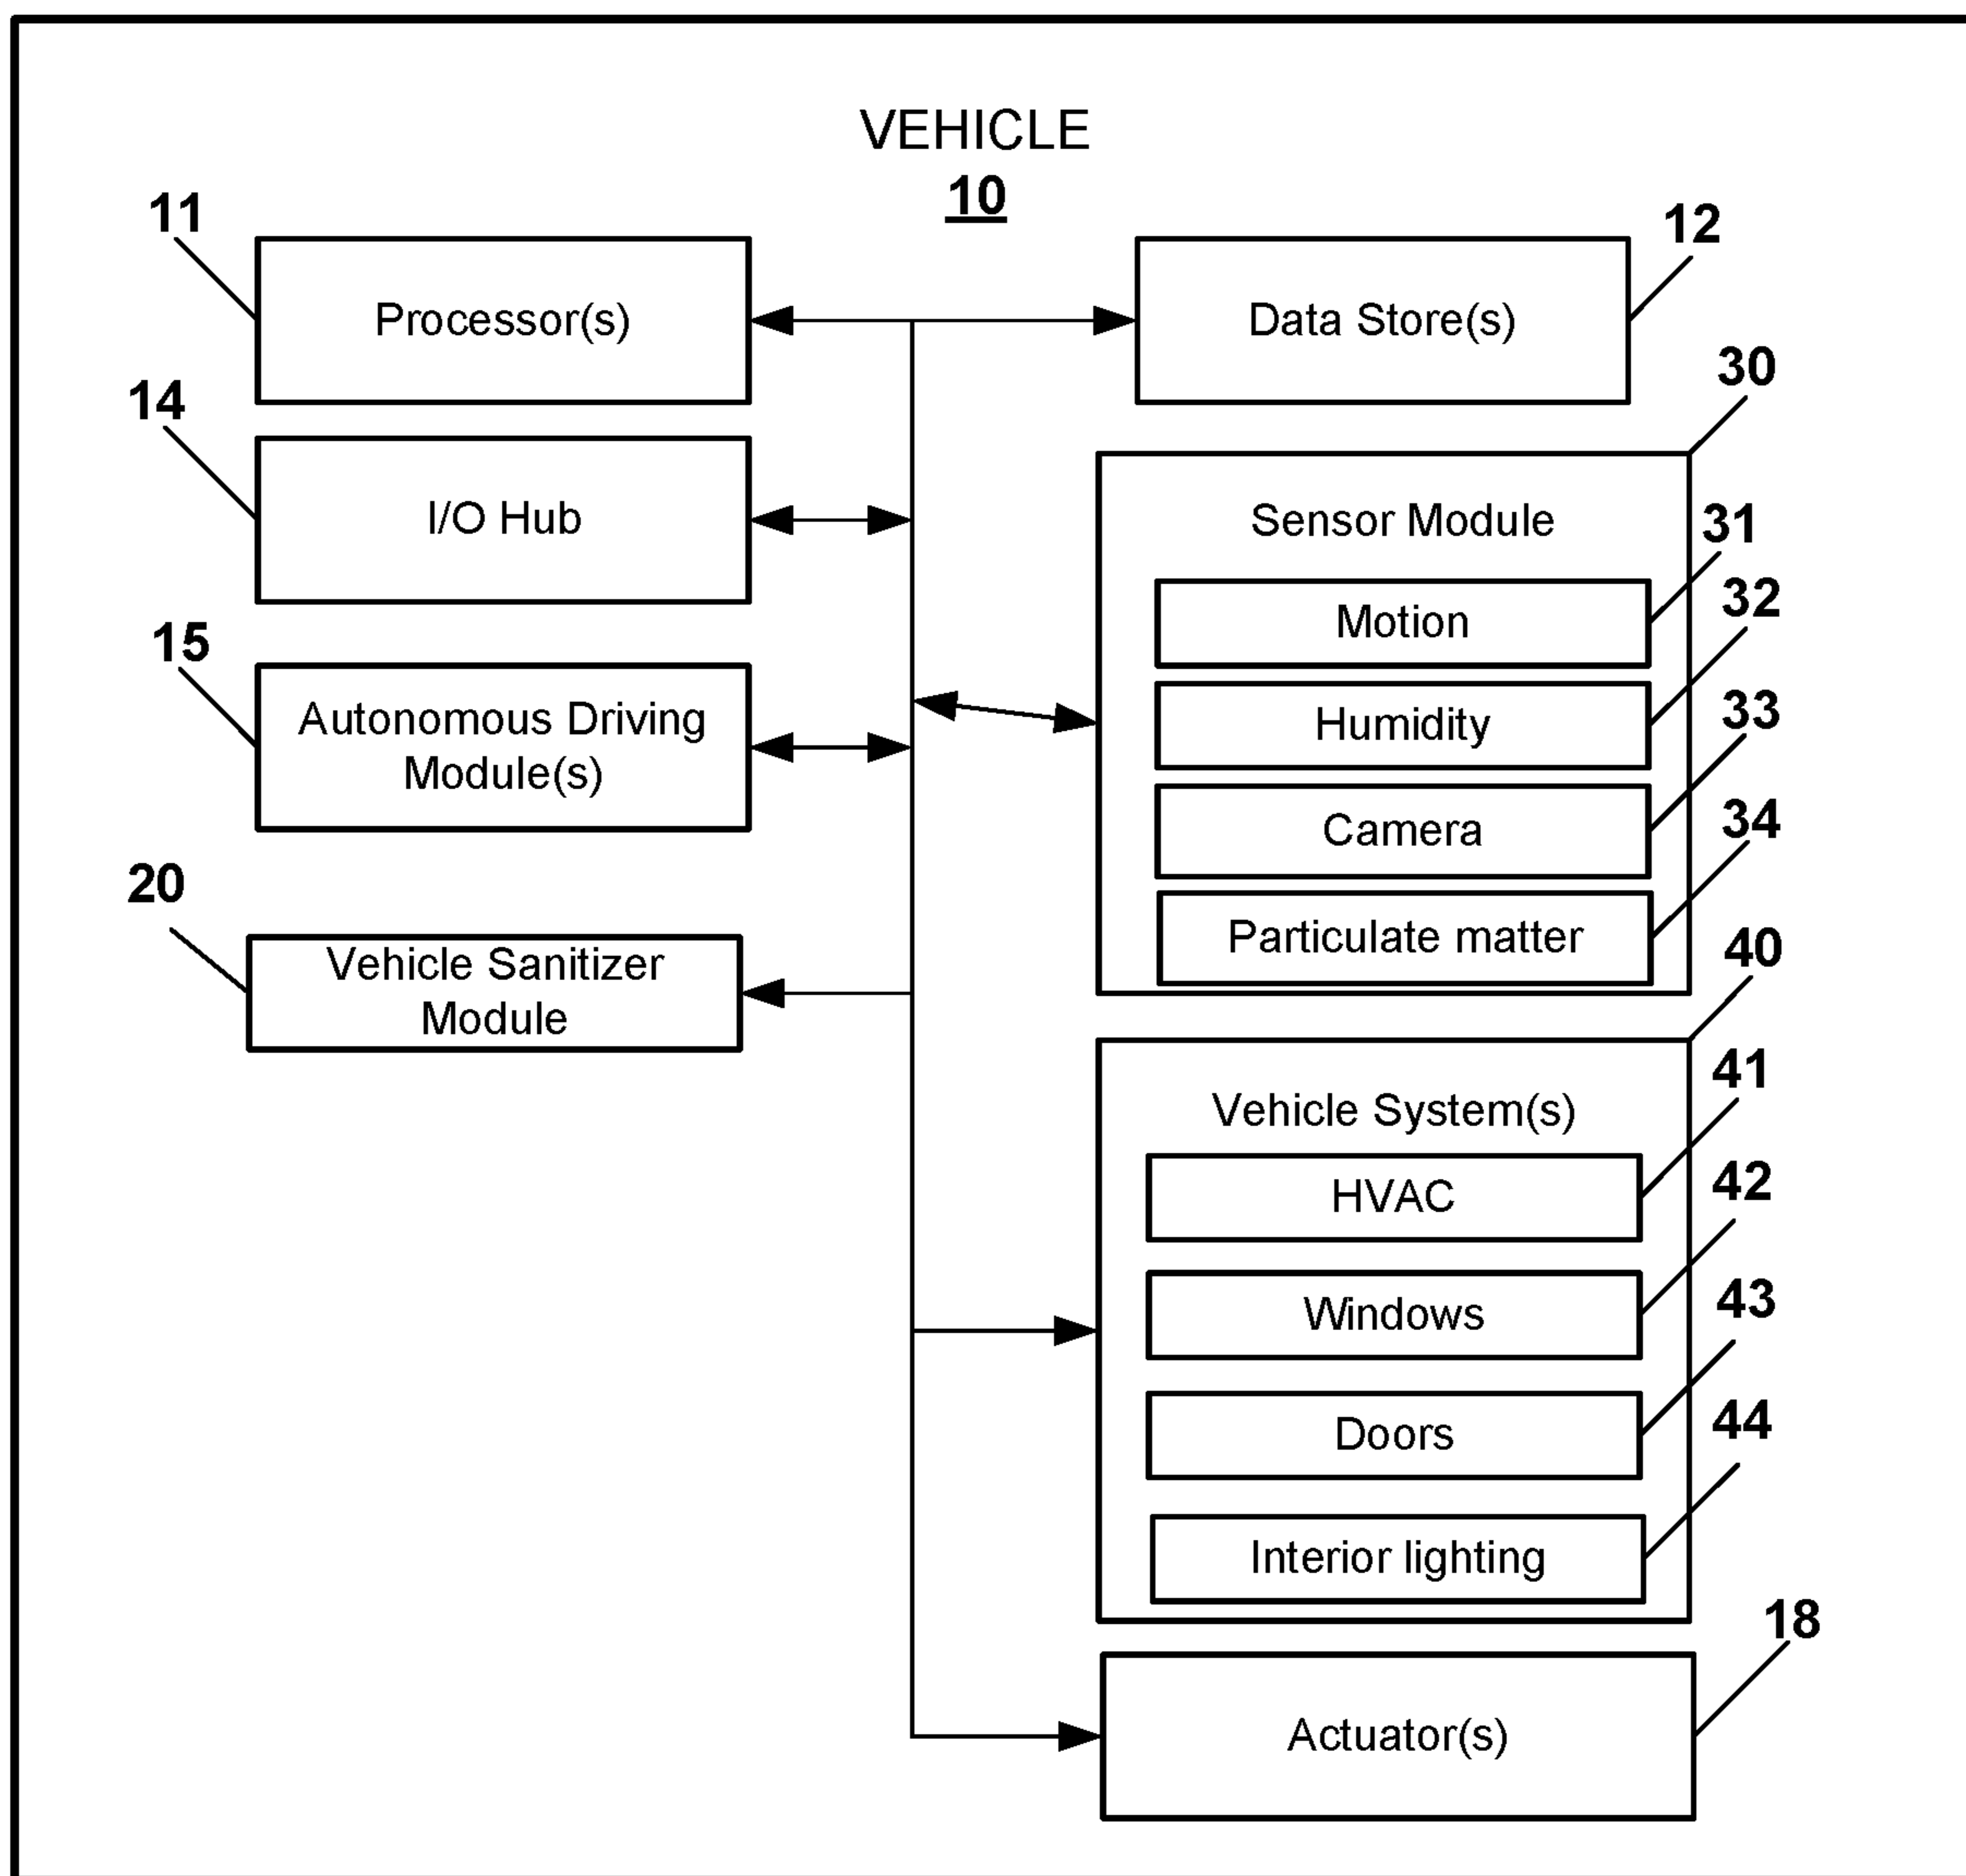 VEHICLE
10
11
Processor(s)
12
Data Store(s)
14
I/O Hub
15
Autonomous Driving
Module(s)
20
Vehicle Sanitizer
Module
30
Sensor Module
31
Motion
32
Humidity
33
Camera
34
Particulate matter
40
Vehicle System(s)
41
HVAC
42
Windows
43
Doors
44
Interior lighting
18
Actuator(s)